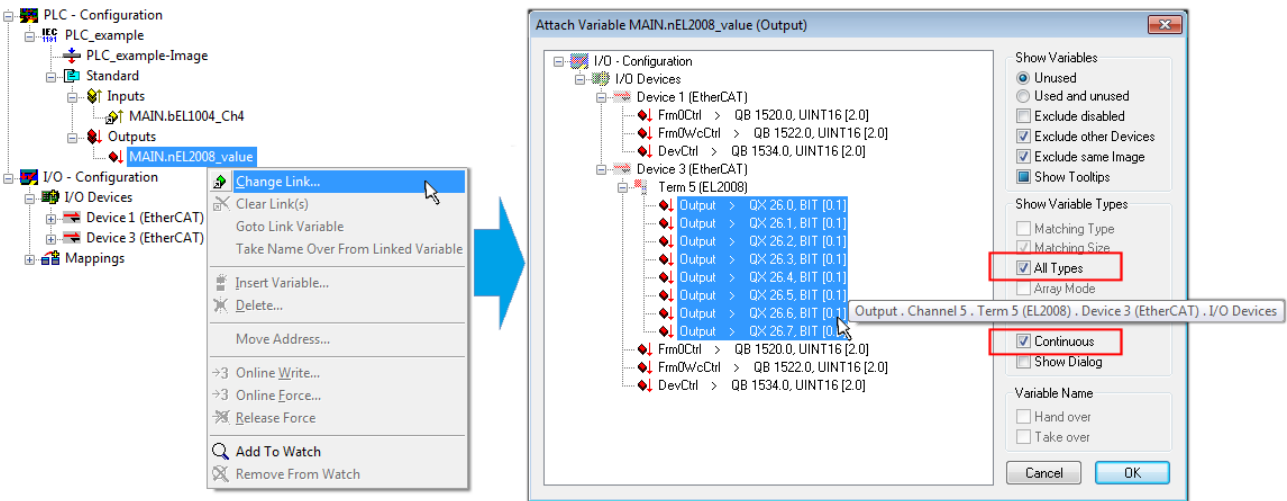 PLC - Configuration
PLC_example
PLC_example-Image
Standard
Inputs
MAIN.bEL1004_Ch4
Outputs
MAIN.nEL2008_value
I/O - Configuration
I/O Devices
Device 1 (EtherCAT)
Device 3 (EtherCAT)
Mappings
Change Link...
Clear Link(s)
Goto Link Variable
Take Name Over From Linked Variable
Insert Variable...
Delete...
Move Address...
Online Write...
Online Force...
Release Force
Add To Watch
Remove From Watch
Attach Variable MAIN.nEL2008_value (Output)
I/O - Configuration
I/O Devices
Device 1 (EtherCAT)
Frm0Ctrl > QB 1520.0, UINT16 [2.0]
Frm0WcCtrl > QB 1522.0, UINT16 [2.0]
DevCtrl > QB 1534.0, UINT16 [2.0]
Device 3 (EtherCAT)
Term 5 (EL2008)
Output > QX 26.0, BIT [0.1]
Output > QX 26.1, BIT [0.1]
Output > QX 26.2, BIT [0.1]
Output > QX 26.3, BIT [0.1]
Output > QX 26.4, BIT [0.1]
Output > QX 26.5, BIT [0.1]
Output > QX 26.6, BIT [0.1]
Output > QX 26.7, BIT [0.1]
Frm0Ctrl > QB 1520.0, UINT16 [2.0]
Frm0WcCtrl > QB 1522.0, UINT16 [2.0]
DevCtrl > QB 1534.0, UINT16 [2.0]
Output . Channel 5 . Term 5 (EL2008) . Device 3 (EtherCAT) . I/O Devices
Show Variables
Unused
Used and unused
Exclude disabled
Exclude other Devices
Exclude same Image
Show Tooltips
Show Variable Types
Matching Type
Matching Size
All Types
Array Mode
Continuous
Show Dialog
Variable Name
Hand over
Take over
Cancel
OK